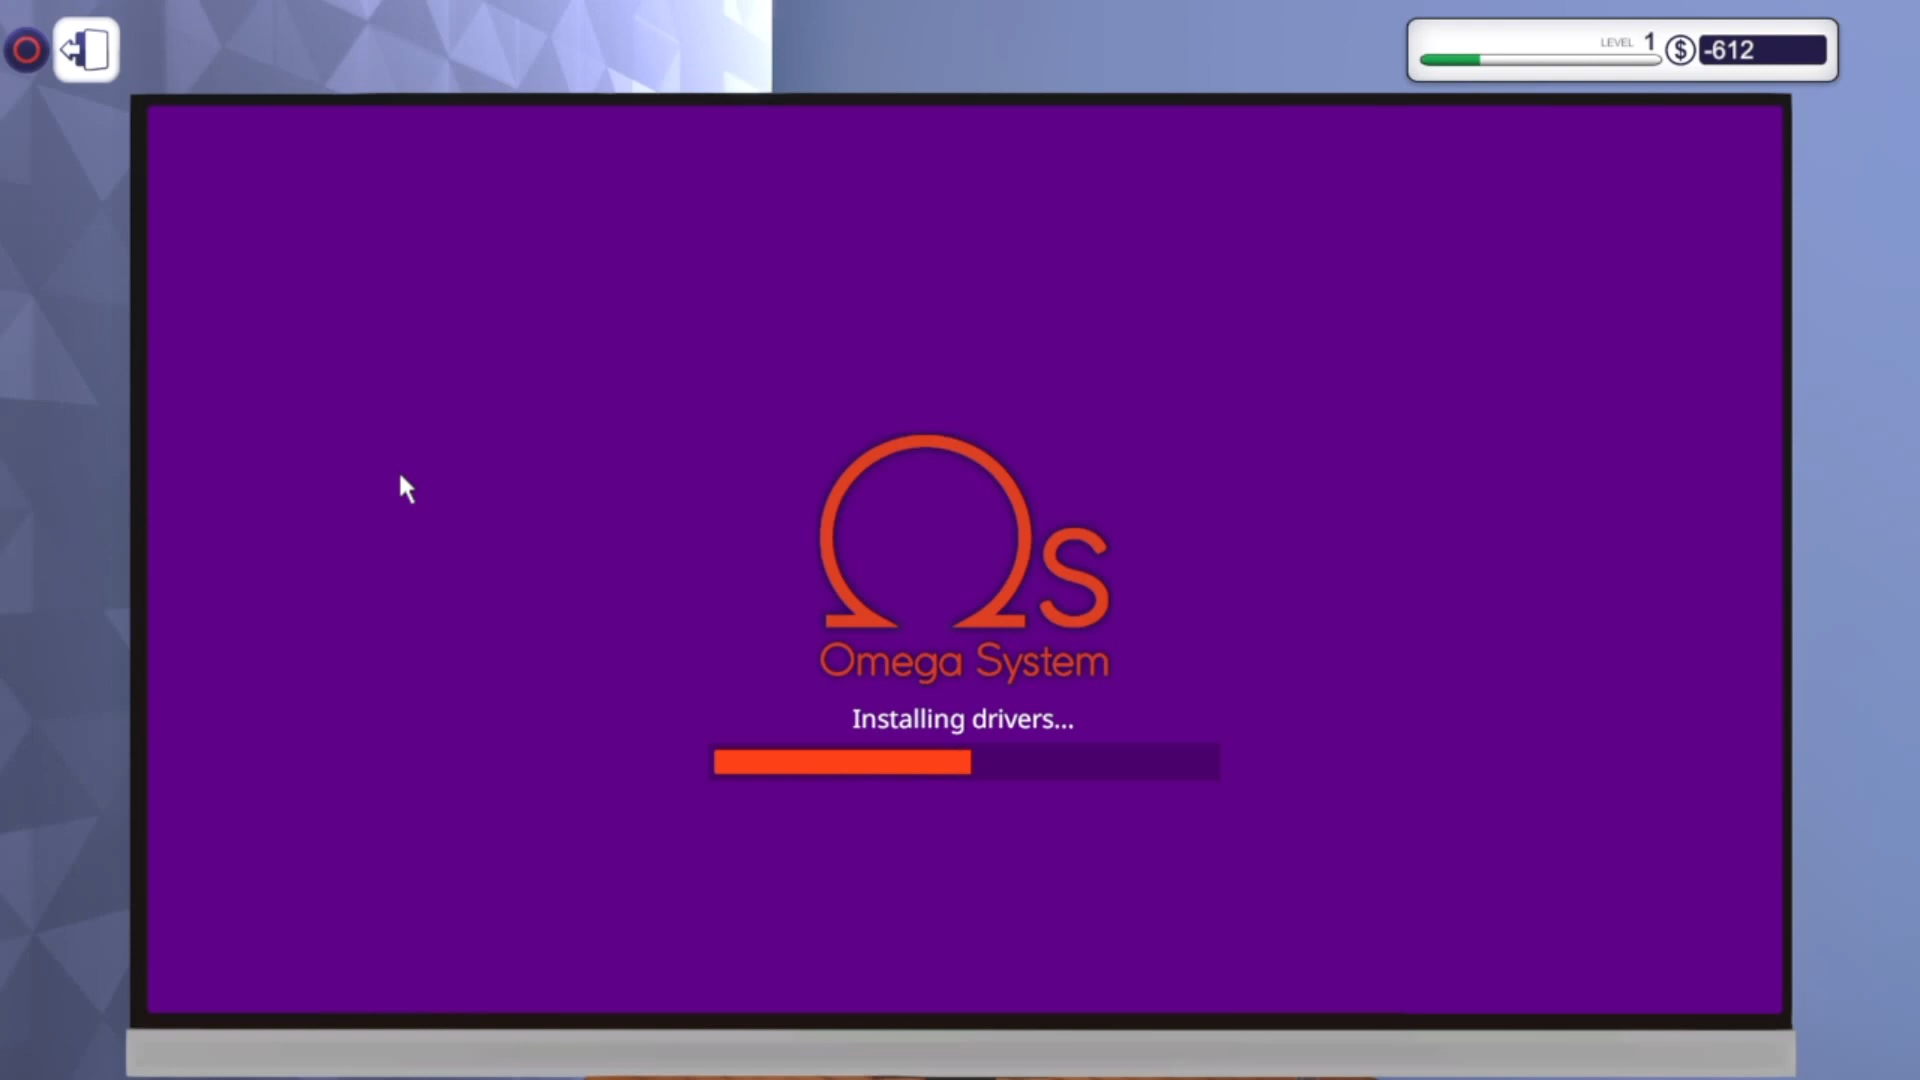 LEVEL 1 $ -612
Ωs
Omega System
Installing drivers...